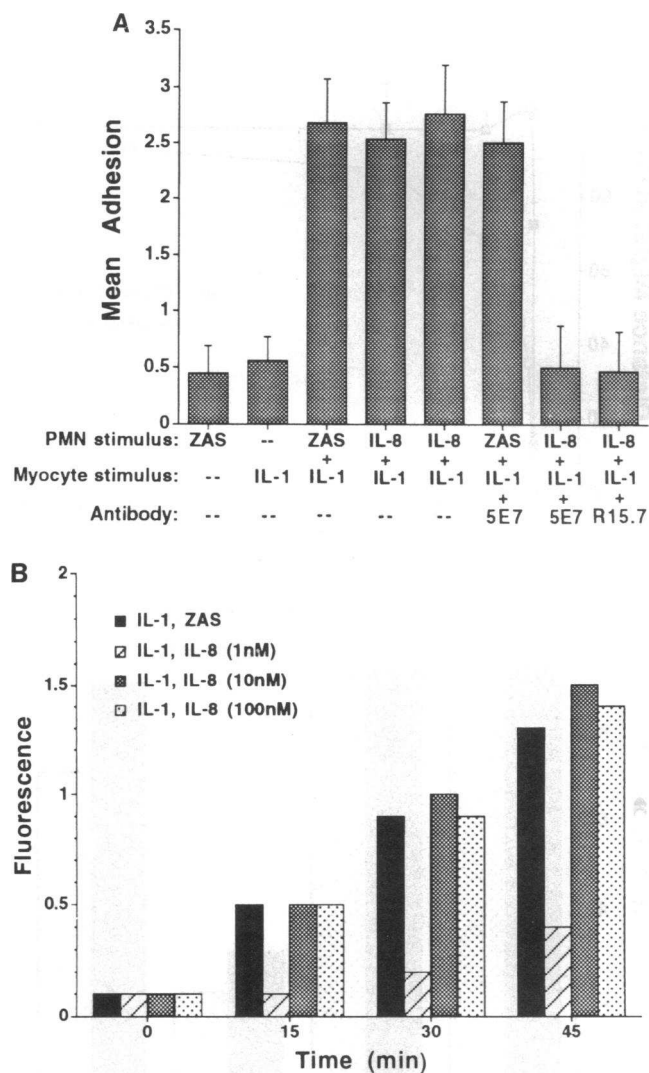 A
3.5
3
2.5
2
1.5
1
0.5
0
Mean Adhesion
PMN stimulus: ZAS -- ZAS IL-8 IL-8 ZAS IL-8 IL-8
+ + + + + +
Myocyte stimulus: -- IL-1 IL-1 IL-1 IL-1 IL-1 IL-1 IL-1
+ + +
Antibody: -- -- -- -- -- 5E7 5E7 R15.7
B
2
1.5
1
0.5
0
Fluorescence
IL-1, ZAS
IL-1, IL-8 (1nM)
IL-1, IL-8 (10nM)
IL-1, IL-8 (100nM)
0 15 30 45
Time (min)